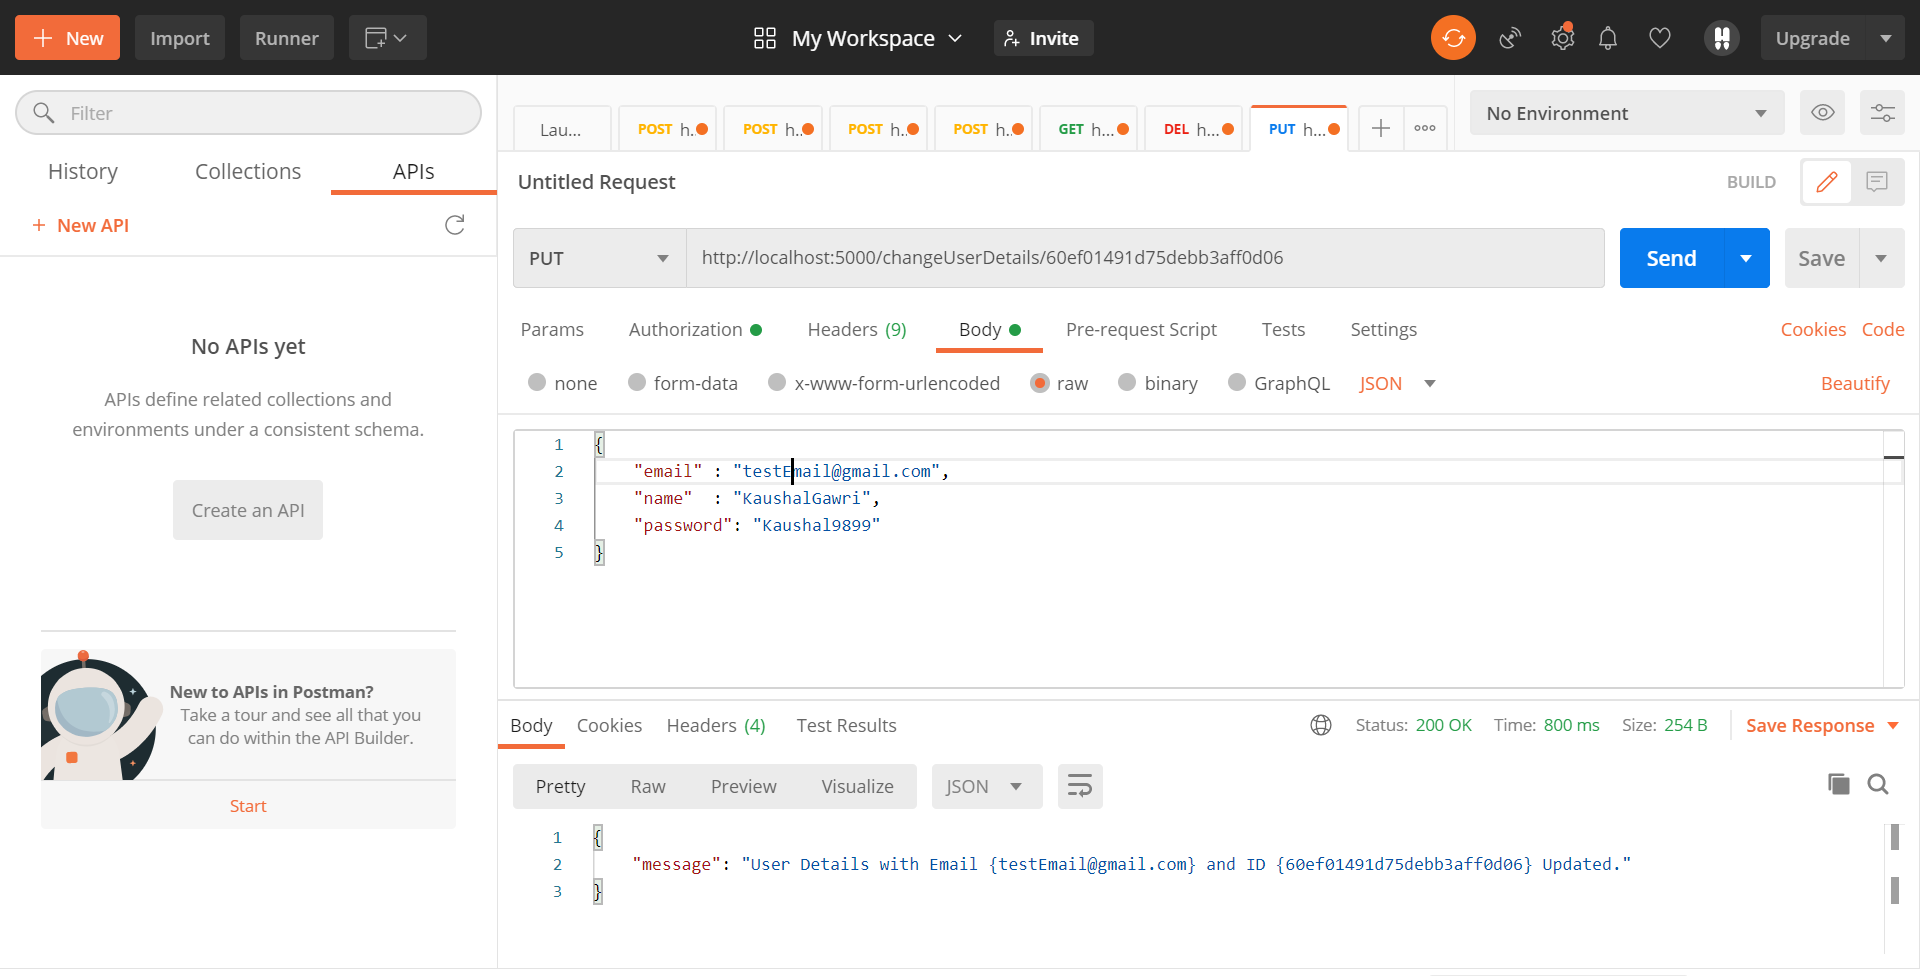 New Import Runner My Workspace Invite Upgrade
Filter
History Collections APIs
New API
No APIs yet
APIs define related collections and
environments under a consistent schema.
Create an API
New to APIs in Postman?
Take a tour and see all that you
can do within the API Builder.
Start
Lau... POST h... POST h... POST h... POST h... GET h... DEL h... PUT h... No Environment
Untitled Request BUILD
PUT http://localhost:5000/changeUserDetails/60ef01491d75debb3aff0d06 Send Save
Params Authorization Headers (9) Body Pre-request Script Tests Settings Cookies Code
none form-data x-www-form-urlencoded raw binary GraphQL JSON Beautify
1 {
2 "email" : "testEmail@gmail.com",
3 "name" : "KaushalGawri",
4 "password": "Kaushal9899"
5 }
Body Cookies Headers (4) Test Results Status: 200 OK Time: 800 ms Size: 254 B Save Response
Pretty Raw Preview Visualize JSON
1 {
2 "message": "User Details with Email {testEmail@gmail.com} and ID {60ef01491d75debb3aff0d06} Updated."
3 }